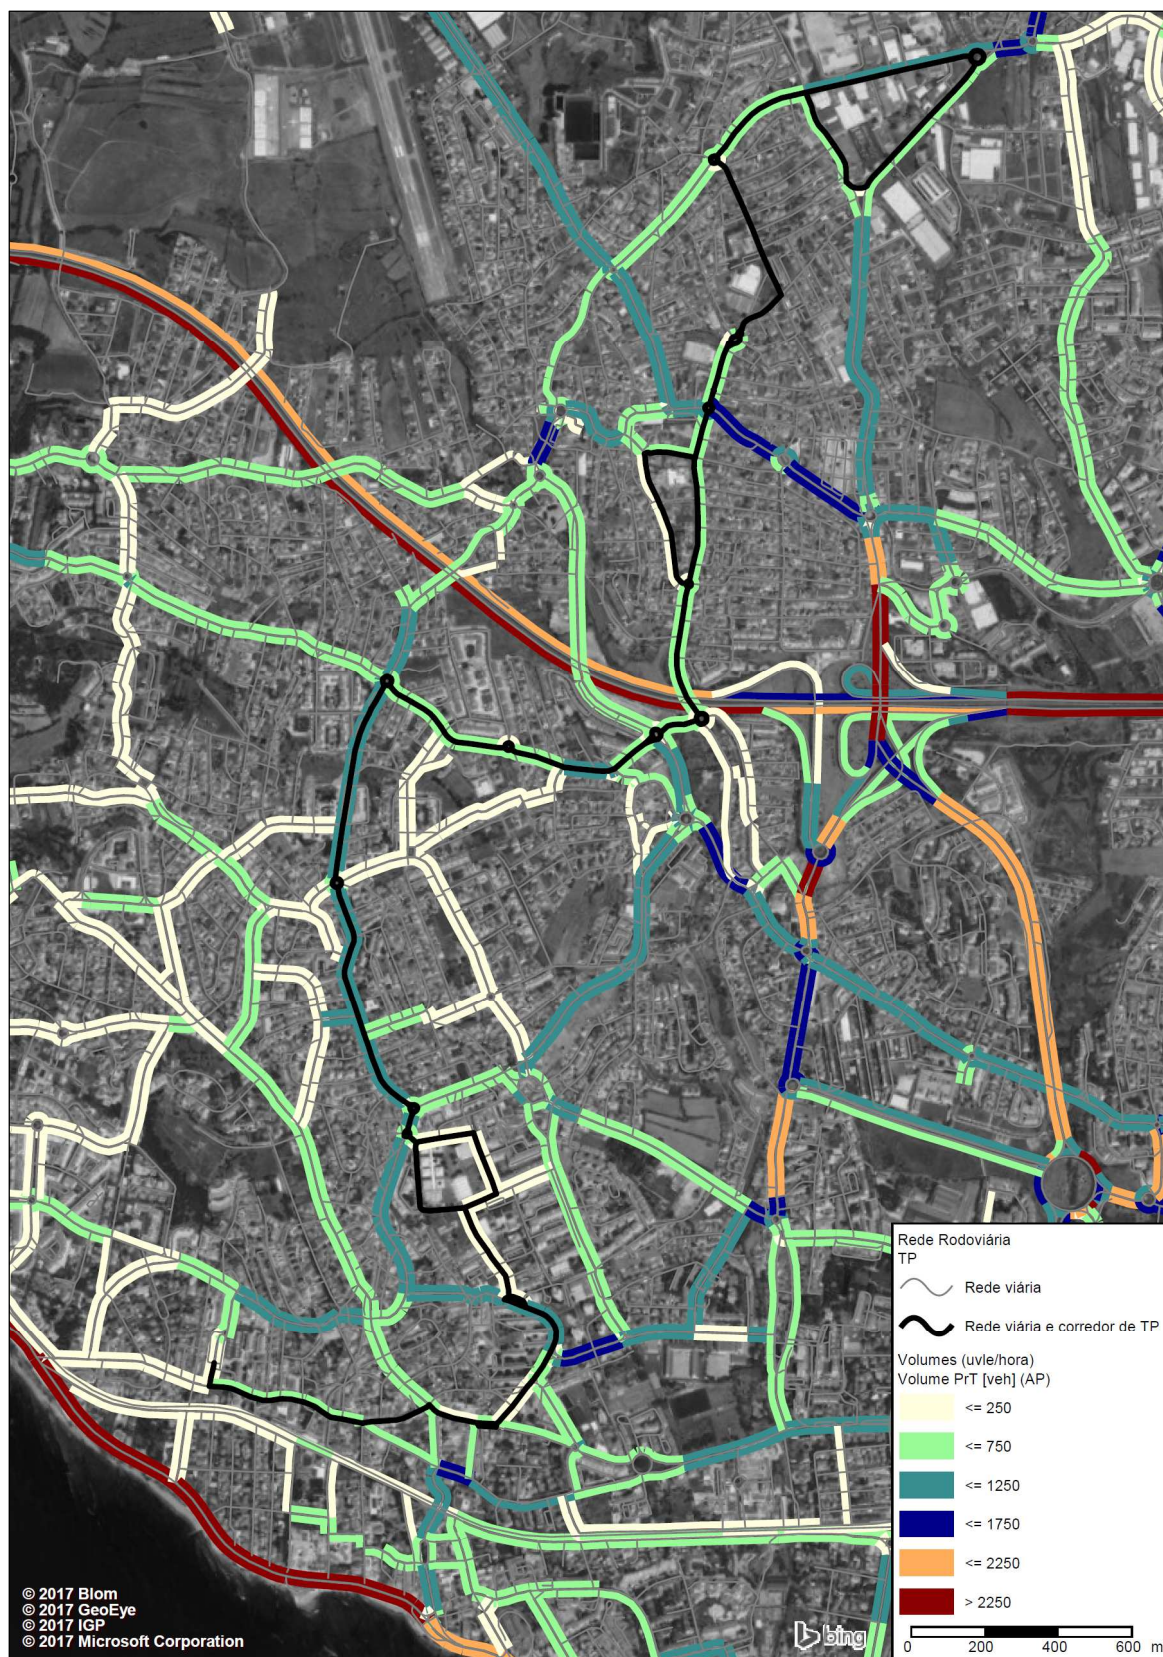 Rede Rodoviária
TP
Rede viária
Rede viária e corredor de TP
Volumes (uvle/hora)
Volume PrT [veh] (AP)
<= 250
<= 750
<= 1250
<= 1750
<= 2250
> 2250
0 200 400 600 m
© 2017 Blom
© 2017 GeoEye
© 2017 IGP
© 2017 Microsoft Corporation
bing